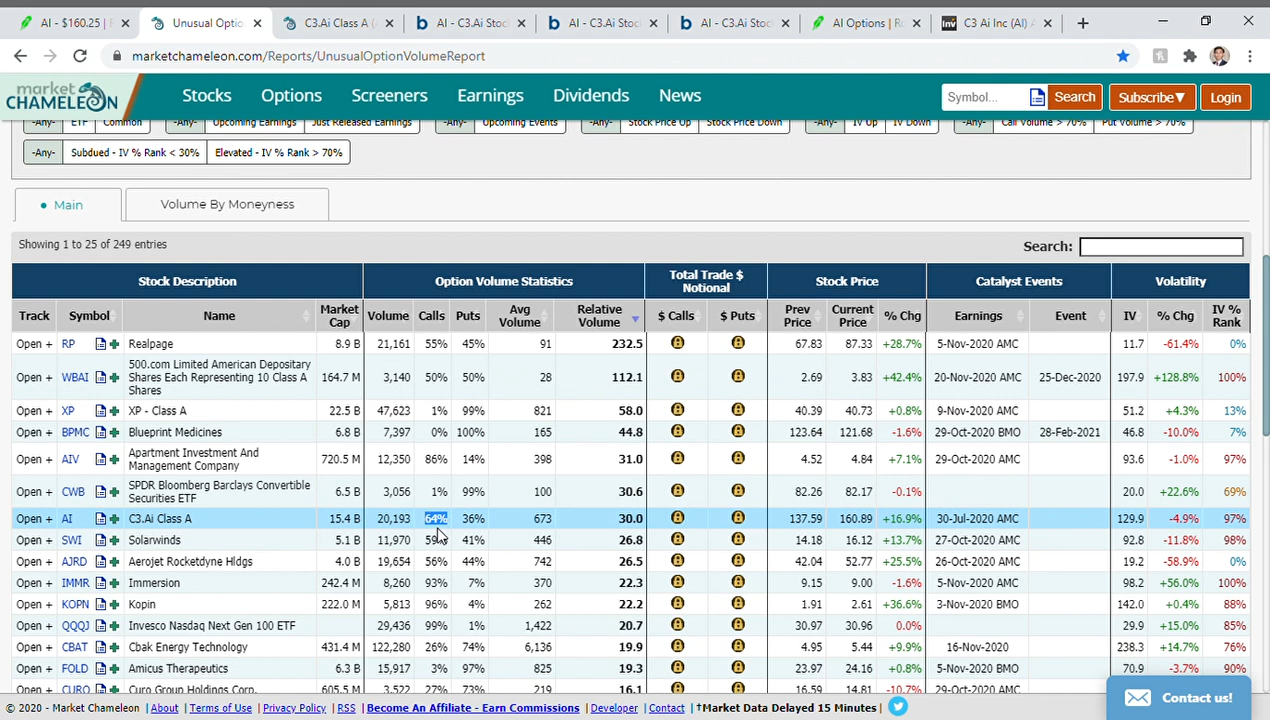 AI - $160.25 | R
Unusual Optio
C3.Ai Class A (
AI - C3.Ai Stoc
AI - C3.Ai Stoc
AI - C3.Ai Stoc
AI Options | Ro
C3 Ai Inc (AI) A
marketchameleon.com/Reports/UnusualOptionVolumeReport
market CHAMELEON
Stocks Options Screeners Earnings Dividends News
Symbol... Search Subscribe▼ Login
-Any- ETF Common -Any- Upcoming Earnings Just Released Earnings -Any- Upcoming Events -Any- Stock Price Up Stock Price Down -Any- IV Up IV Down -Any- Call Volume > 70% Put Volume > 70%
-Any- Subdued - IV % Rank < 30% Elevated - IV % Rank > 70%
Main Volume By Moneyness
Showing 1 to 25 of 249 entries Search:
Stock Description Option Volume Statistics Total Trade $ Notional Stock Price Catalyst Events Volatility
Track Symbol Name Market Cap Volume Calls Puts Avg Volume Relative Volume $ Calls $ Puts Prev Price Current Price % Chg Earnings Event IV % Chg IV % Rank
Open + RP Realpage 8.9 B 21,161 55% 45% 91 232.5 67.83 87.33 +28.7% 5-Nov-2020 AMC 11.7 -61.4% 0%
Open + WBAI 500.com Limited American Depositary Shares Each Representing 10 Class A Shares 164.7 M 3,140 50% 50% 28 112.1 2.69 3.83 +42.4% 20-Nov-2020 AMC 25-Dec-2020 197.9 +128.8% 100%
Open + XP XP - Class A 22.5 B 47,623 1% 99% 821 58.0 40.39 40.73 +0.8% 9-Nov-2020 AMC 51.2 +4.3% 13%
Open + BPMC Blueprint Medicines 6.8 B 7,397 0% 100% 165 44.8 123.64 121.68 -1.6% 29-Oct-2020 BMO 28-Feb-2021 46.8 -10.0% 7%
Open + AIV Apartment Investment And Management Company 720.5 M 12,350 86% 14% 398 31.0 4.52 4.84 +7.1% 29-Oct-2020 BMO 93.6 -1.0% 97%
Open + CWB SPDR Bloomberg Barclays Convertible Securities ETF 6.5 B 3,056 1% 99% 100 30.6 82.26 82.17 -0.1% 20.0 +22.6% 69%
Open + AI C3.Ai Class A 15.4 B 20,193 64% 36% 673 30.0 137.59 160.89 +16.9% 30-Jul-2020 AMC 129.9 -4.9% 97%
Open + SWI Solarwinds 5.1 B 11,970 59% 41% 446 26.8 14.18 16.12 +13.7% 27-Oct-2020 AMC 92.8 -11.8% 98%
Open + AJRD Aerojet Rocketdyne Hldgs 4.0 B 19,654 56% 44% 742 26.5 42.04 52.77 +25.5% 26-Oct-2020 AMC 19.2 -58.9% 0%
Open + IMMR Immersion 242.4 M 8,260 93% 7% 370 22.3 9.15 9.00 -1.6% 5-Nov-2020 AMC 98.2 +56.0% 100%
Open + KOPN Kopin 222.0 M 5,813 96% 4% 262 22.2 1.91 2.61 +36.6% 3-Nov-2020 BMO 142.0 +0.4% 88%
Open + QQQJ Invesco Nasdaq Next Gen 100 ETF 29,436 99% 1% 1,422 20.7 30.97 30.96 0.0% 29.9 +15.0% 85%
Open + CBAT Cbak Energy Technology 431.4 M 122,280 26% 74% 6,136 19.9 4.95 5.44 +9.9% 16-Nov-2020 238.3 +14.7% 76%
Open + FOLD Amicus Therapeutics 6.3 B 15,917 3% 97% 825 19.3 23.97 24.16 +0.8% 5-Nov-2020 AMC 70.9 -3.7% 90%
Open + CURO Curo Group Holdings Corp. 605.5 M 3,522 27% 73% 219 16.1 16.59 14.81 -10.7% 29-Oct-2020
© 2020 - Market Chameleon | About | Terms of Use | Privacy Policy | RSS | Become An Affiliate - Earn Commissions | Developer | Contact | †Market Data Delayed 15 Minutes |
Contact us!